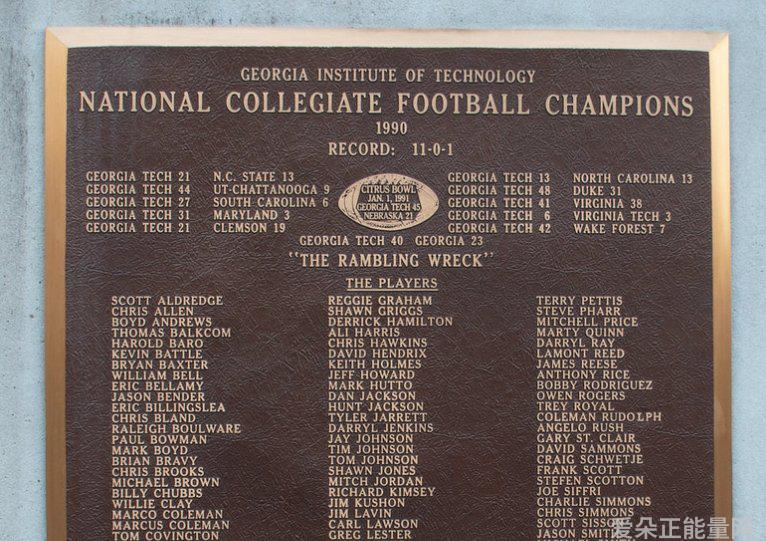 GEORGIA INSTITUTE OF TECHNOLOGY
NATIONAL COLLEGIATE FOOTBALL CHAMPIONS
1990
RECORD: 11-0-1
GEORGIA TECH 21 N.C. STATE 13
GEORGIA TECH 44 UT-CHATTANOOGA 9
GEORGIA TECH 27 SOUTH CAROLINA 6
GEORGIA TECH 31 MARYLAND 3
GEORGIA TECH 21 CLEMSON 19
CITRUS BOWL
JAN. 1, 1991
GEORGIA TECH 45
NEBRASKA 21
GEORGIA TECH 13 NORTH CAROLINA 13
GEORGIA TECH 48 DUKE 31
GEORGIA TECH 41 VIRGINIA 38
GEORGIA TECH 6 VIRGINIA TECH 3
GEORGIA TECH 42 WAKE FOREST 7
GEORGIA TECH 40 GEORGIA 23
"THE RAMBLING WRECK"
THE PLAYERS
SCOTT ALDREDGE
CHRIS ALLEN
BOYD ANDREWS
THOMAS BALKCOM
HAROLD BARO
KEVIN BATTLE
BRYAN BAXTER
WILLIAM BELL
ERIC BELLAMY
JASON BENDER
ERIC BILLINGSLEA
CHRIS BLAND
RALEIGH BOULWARE
PAUL BOWMAN
MARK BOYD
BRIAN BRAVY
CHRIS BROOKS
MICHAEL BROWN
BILLY CHUBBS
WILLIE CLAY
MARCO COLEMAN
MARCUS COLEMAN
TOM COVINGTON
REGGIE GRAHAM
SHAWN GRIGGS
DERRICK HAMILTON
ALI HARRIS
CHRIS HAWKINS
DAVID HENDRIX
KEITH HOLMES
JEFF HOWARD
MARK HUTTO
DAN JACKSON
HUNT JACKSON
TYLER JARRETT
DARRYL JENKINS
JAY JOHNSON
TIM JOHNSON
TOM JOHNSON
SHAWN JONES
MITCH JORDAN
RICHARD KIMSEY
JIM KUSHON
JIM LAVIN
CARL LAWSON
GREG LESTER
TERRY PETTIS
STEVE PHARR
MITCHELL PRICE
MARTY QUINN
DARRYL RAY
LAMONT REED
JAMES REESE
ANTHONY RICE
BOBBY RODRIGUEZ
OWEN ROGERS
TREY ROYAL
COLEMAN RUDOLPH
ANGELO RUSH
GARY ST. CLAIR
DAVID SAMMONS
CRAIG SCHWETJE
FRANK SCOTT
STEFEN SCOTTON
JOE SIFFRI
CHARLIE SIMMONS
CHRIS SIMMONS
SCOTT
JASON
爱朵正能量网